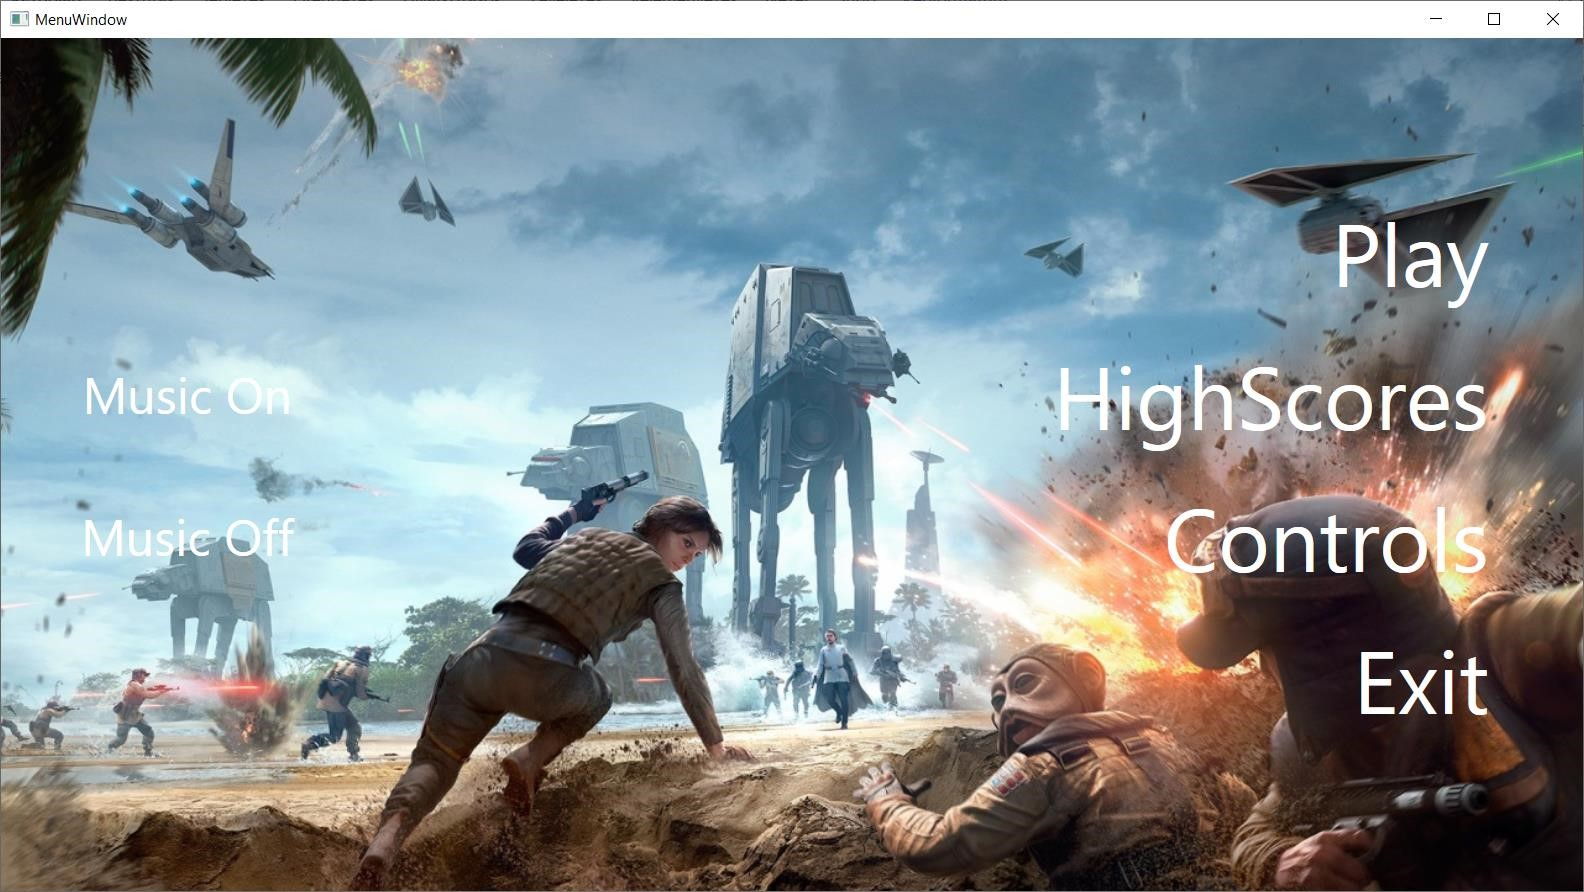 MenuWindow
Play
HighScores
Music On
Controls
Music Off
Exit